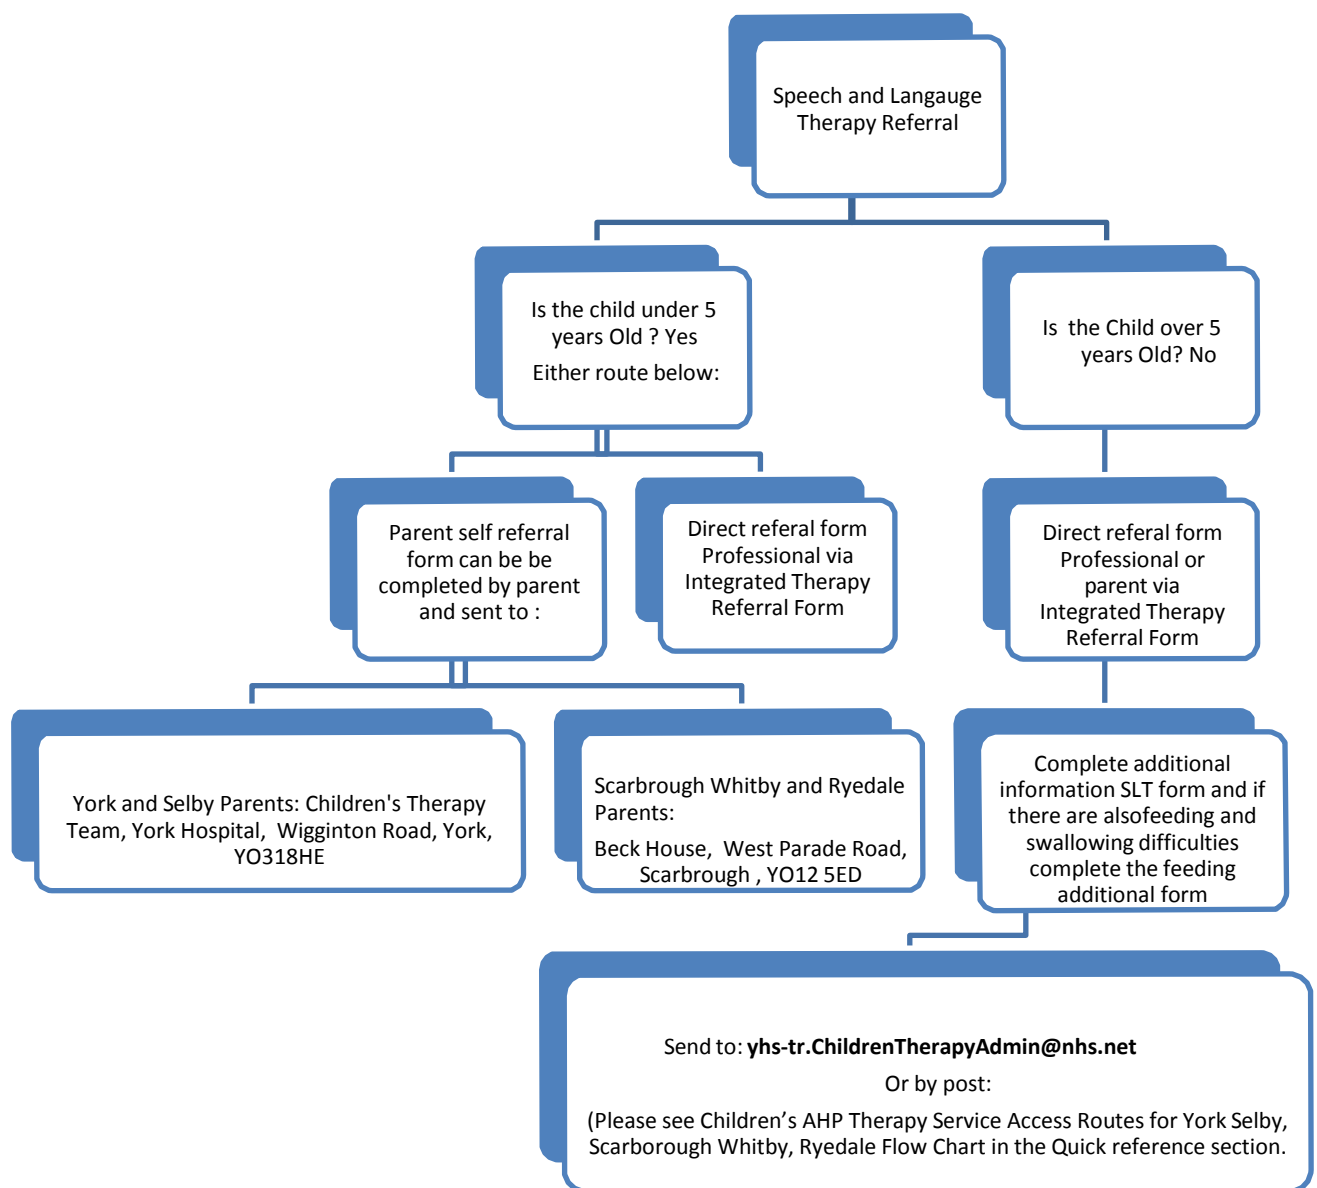 Speech and Langauge
Therapy Referral
Is the child under 5
years Old ? Yes
Either route below:
Is the Child over 5
years Old? No
Parent self referral
form can be be
completed by parent
and sent to :
Direct referal form
Professional via
Integrated Therapy
Referral Form
Direct referal form
Professional or
parent via
Integrated Therapy
Referral Form
York and Selby Parents: Children's Therapy
Team, York Hospital, Wigginton Road, York,
YO318HE
Scarbrough Whitby and Ryedale
Parents:
Beck House, West Parade Road,
Scarbrough , YO12 5ED
Complete additional
information SLT form and if
there are alsofeeding and
swallowing difficulties
complete the feeding
additional form
Send to: yhs-tr.ChildrenTherapyAdmin@nhs.net
Or by post:
(Please see Children’s AHP Therapy Service Access Routes for York Selby,
Scarborough Whitby, Ryedale Flow Chart in the Quick reference section.